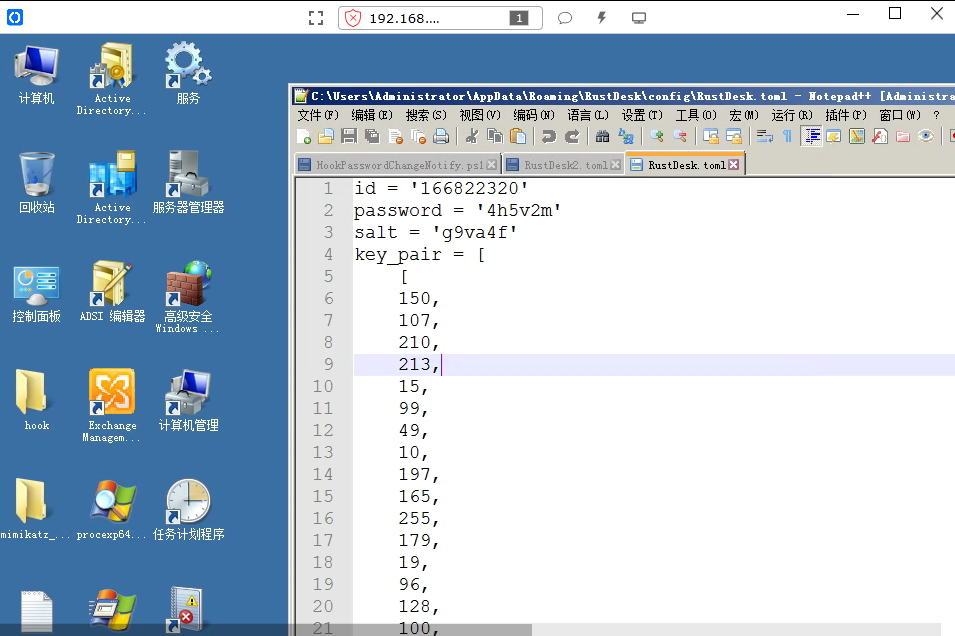 192.168.... 1
计算机
Active
Directory...
服务
回收站
Active
Directory...
服务器管理器
控制面板
ADSI 编辑器
高级安全
Windows ...
hook
Exchange
Managem...
计算机管理
mimikatz_...
procexp64...
任务计划程序
C:\Users\Administrator\AppData\Roaming\RustDesk\config\RustDesk.toml - Notepad++ [Administra
文件(F) 编辑(E) 搜索(S) 视图(V) 编码(N) 语言(L) 设置(T) 工具(O) 宏(M) 运行(R) 插件(P) 窗口(W) ?
HookPasswordChangeNotify.ps1 RustDesk2.toml RustDesk.toml
1 id = '166822320'
2 password = '4h5v2m'
3 salt = 'g9va4f'
4 key_pair = [
5 [
6 150,
7 107,
8 210,
9 213,
10 15,
11 99,
12 49,
13 10,
14 197,
15 165,
16 255,
17 179,
18 19,
19 96,
20 128,
21 100,